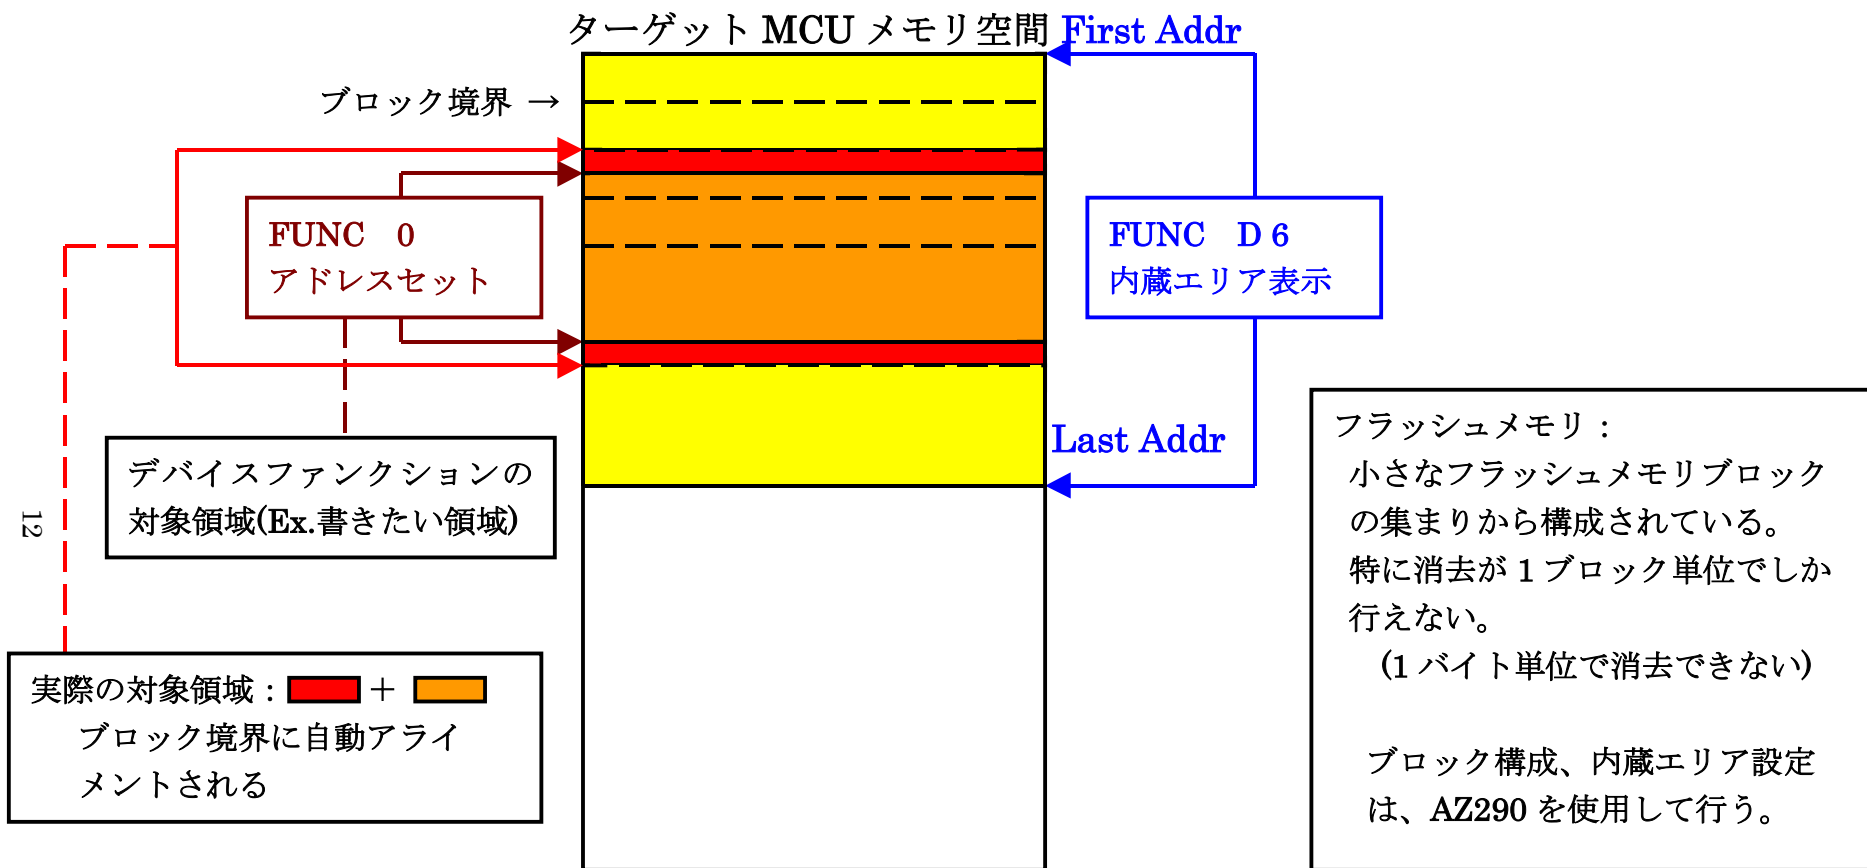 ターゲット MCU メモリ空間 First Addr
ブロック境界 →
FUNC 0
アドレスセット
FUNC D 6
内蔵エリア表示
Last Addr
デバイスファンクションの
対象領域(Ex.書きたい領域)
12
実際の対象領域： ＋
ブロック境界に自動アライ
メントされる
フラッシュメモリ：
小さなフラッシュメモリブロック
の集まりから構成されている。
特に消去が 1 ブロック単位でしか
行えない。
(1 バイト単位で消去できない)
ブロック構成、内蔵エリア設定
は、AZ290 を使用して行う。